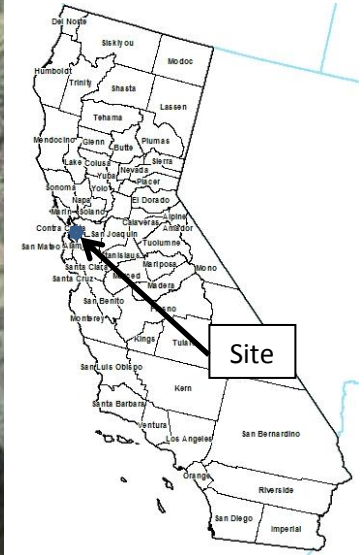 Del Norte
Siskiyou
Modoc
Humboldt
Trinity
Shasta
Lassen
Tehama
Plumas
Mendocino
Glenn
Butte
Lake
Colusa
Sierra
Yuba
Nevada
Placer
Sonoma
Yolo
Napa
El Dorado
Marin
Solano
Alpine
Amador
Calaveras
Contra
San Joaquin
Tuolumne
San Mateo
Stanislaus
Mono
Santa Clara
Mariposa
Santa Cruz
Merced
Madera
San Benito
Fresno
Monterey
Kings
Site
San Luis Obispo
Kern
Santa Barbara
San Bernardino
Ventura
Los Angeles
Orange
Riverside
San Diego
Imperial